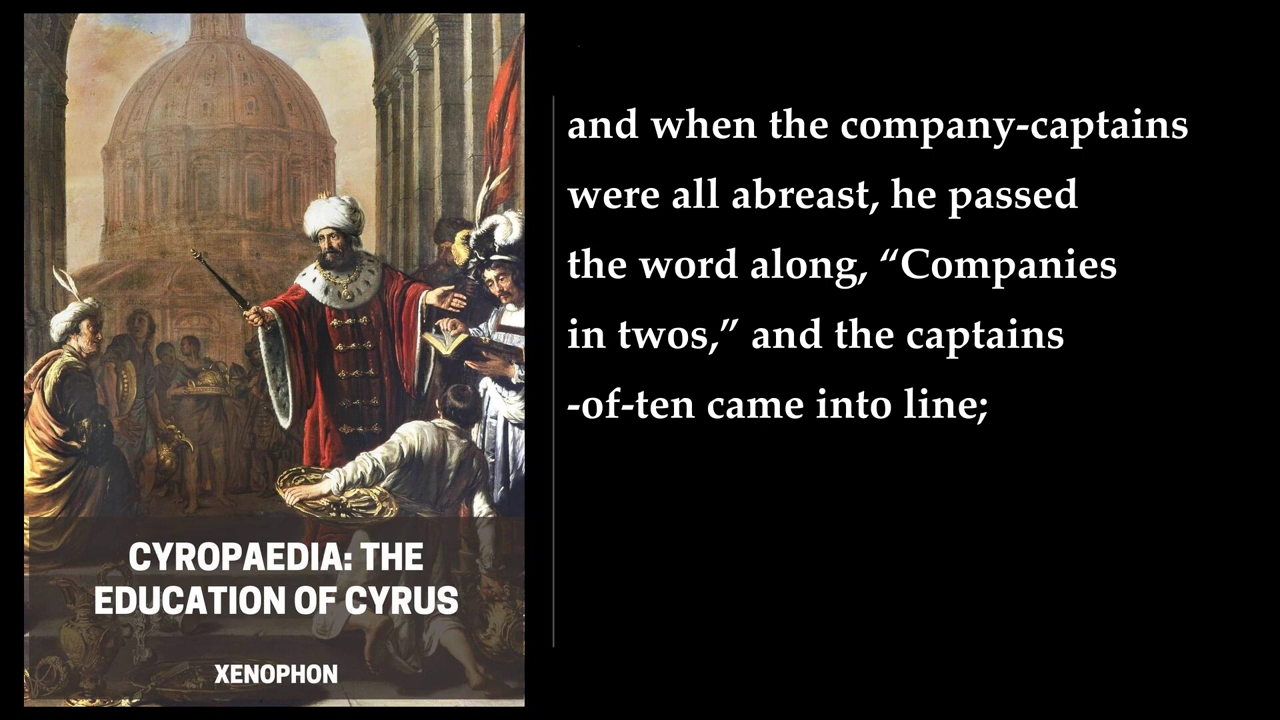 and when the company-captains
were all abreast, he passed
the word along, “Companies
in twos,” and the captains
-of-ten came into line;
CYROPAEDIA: THE
EDUCATION OF CYRUS
XENOPHON